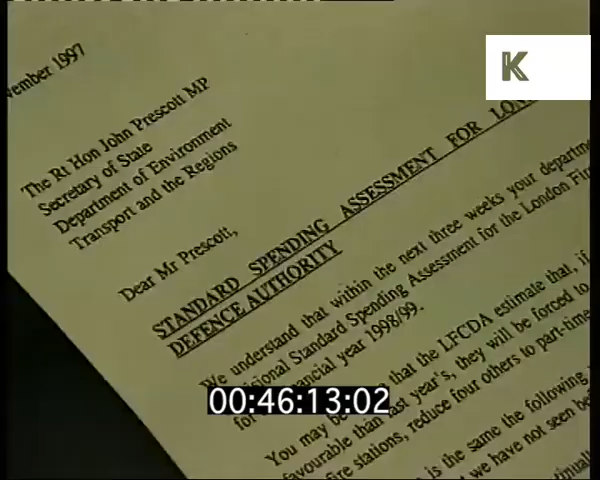 vember 1997
K
The Rt Hon John Prescott MP
Secretary of State
Department of Environment
Transport and the Regions
Dear Mr Prescott,
STANDARD SPENDING ASSESSMENT FOR
DEFENCE AUTHORITY
We understand that within the next three weeks your
Standard Spending Assessment for the London
financial year 1998/99.
You may be that the LFCDA estimate that, if
favourable than last year's, they will be forced to
fire stations, reduce four others to part-time
is the same the following
we have not seen
00:46:13:02